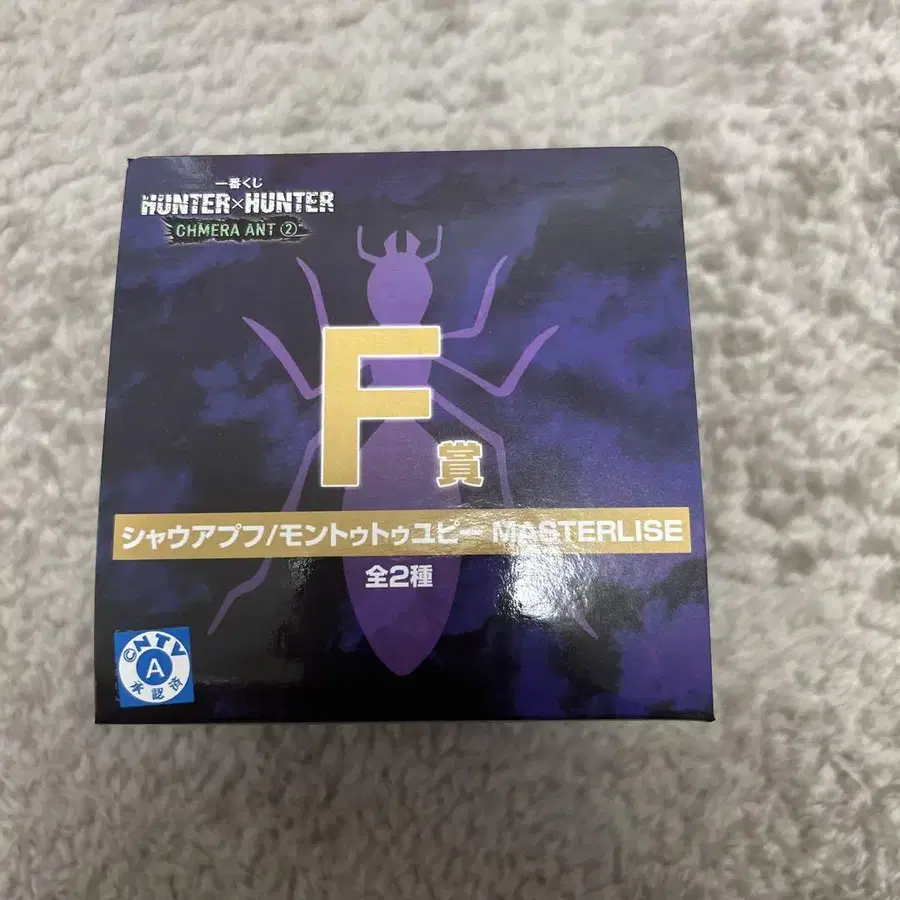 一番くじ
HUNTER×HUNTER
CHMERA ANT ②
F賞
シャウアプフ/モントゥトゥユピー MASTERLISE
全2種
©NTV
A
承認済